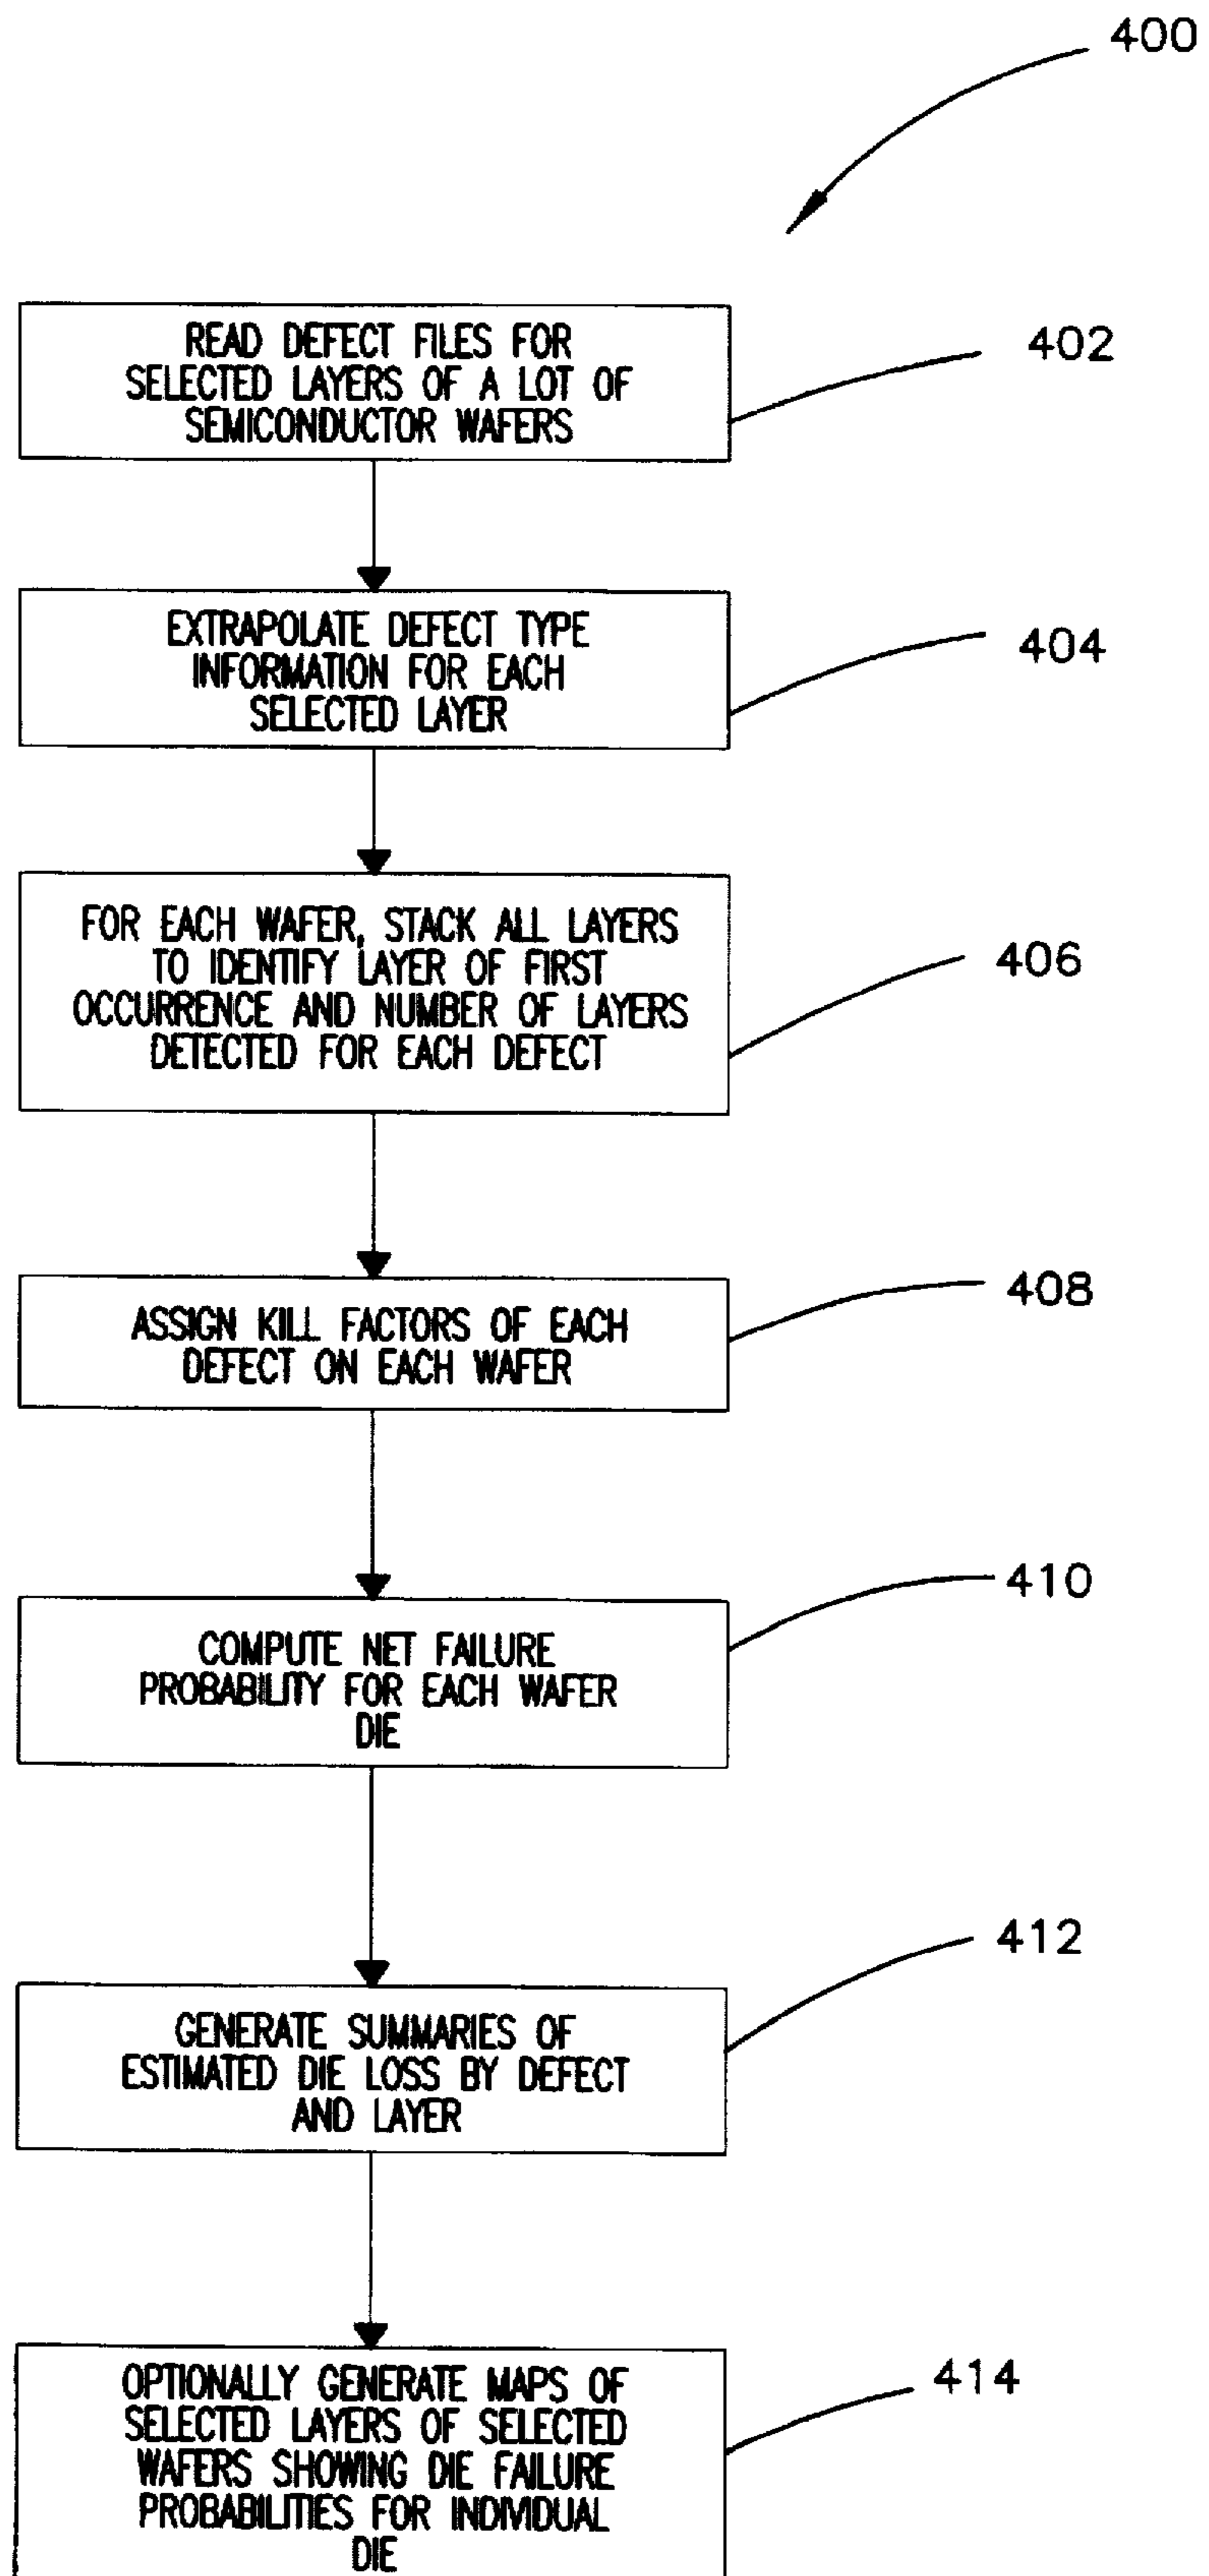 400
READ DEFECT FILES FOR
SELECTED LAYERS OF A LOT OF
SEMICONDUCTOR WAFERS
402
EXTRAPOLATE DEFECT TYPE
INFORMATION FOR EACH
SELECTED LAYER
404
FOR EACH WAFER, STACK ALL LAYERS
TO IDENTIFY LAYER OF FIRST
OCCURRENCE AND NUMBER OF LAYERS
DETECTED FOR EACH DEFECT
406
ASSIGN KILL FACTORS OF EACH
DEFECT ON EACH WAFER
408
COMPUTE NET FAILURE
PROBABILITY FOR EACH WAFER
DIE
410
GENERATE SUMMARIES OF
ESTIMATED DIE LOSS BY DEFECT
AND LAYER
412
OPTIONALLY GENERATE MAPS OF
SELECTED LAYERS OF SELECTED
WAFERS SHOWING DIE FAILURE
PROBABILITIES FOR INDIVIDUAL
DIE
414